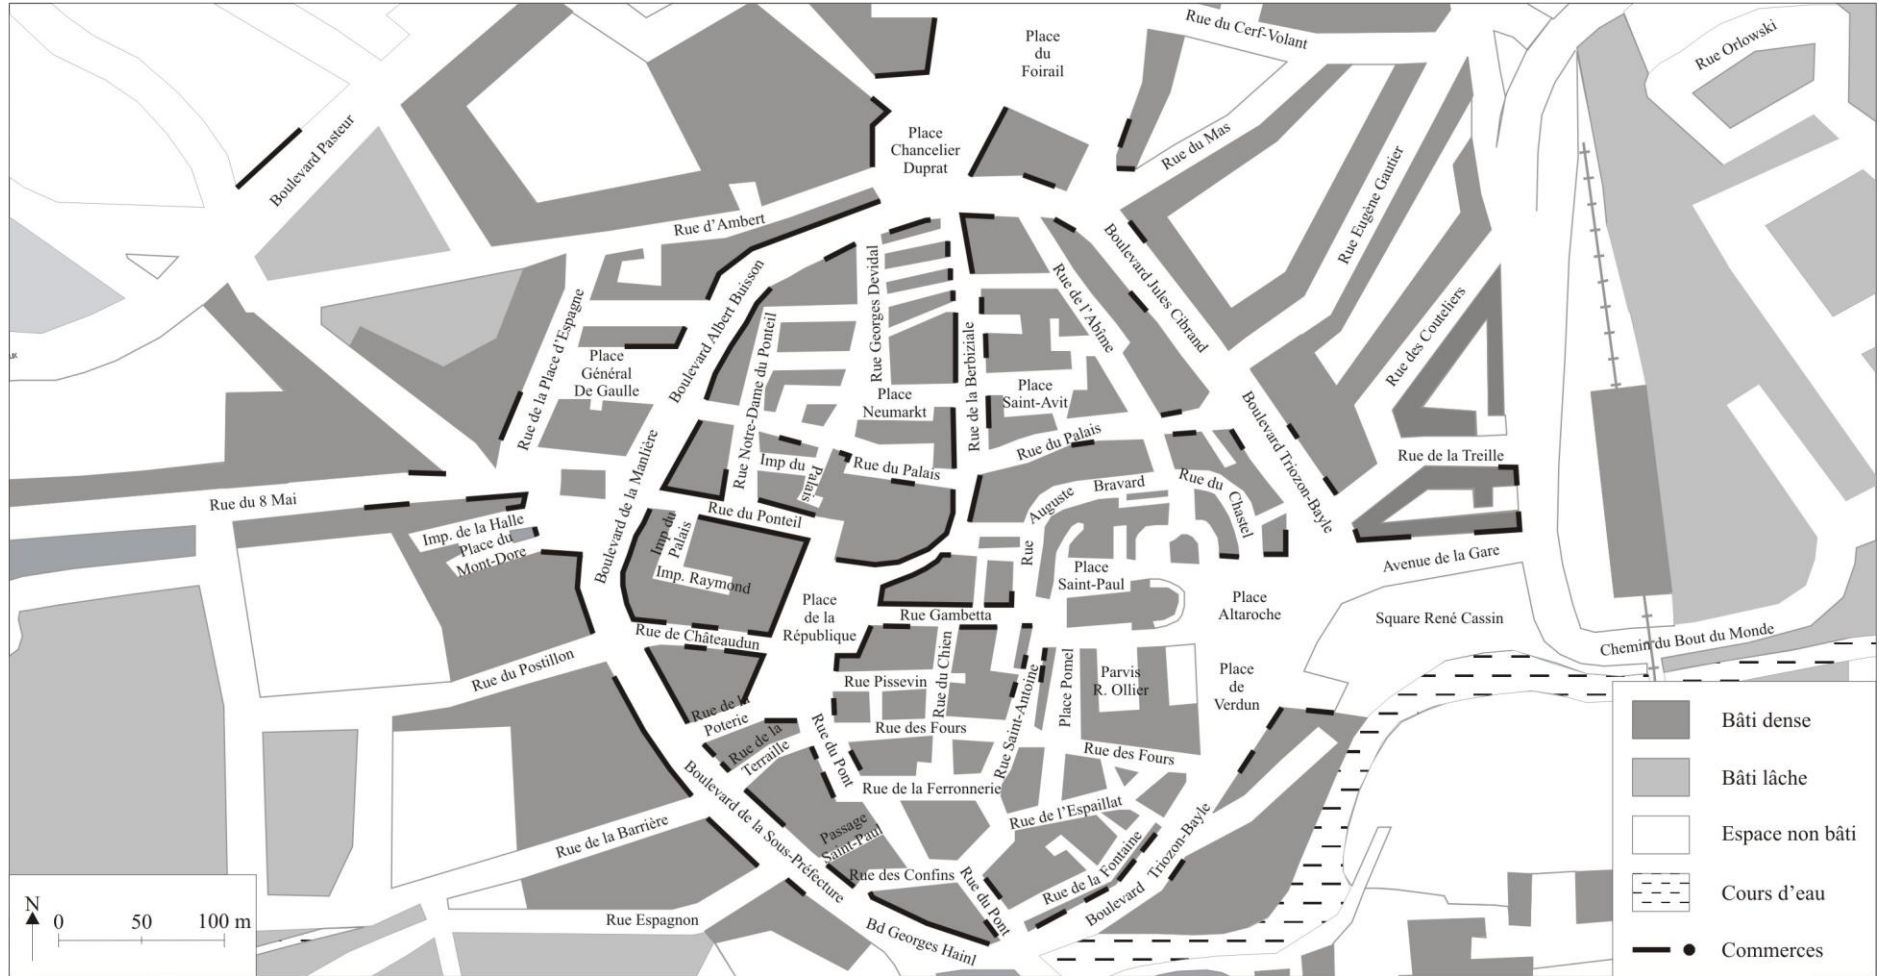 Place
du
Foirail
Rue du Cerf-Volant
Rue Orlowski
Boulevard Pasteur
Place
Chancelier
Duprat
Rue du Mas
Rue d'Ambert
Rue Eugène Gautier
Boulevard Jules Cibrand
Rue de l'Abîme
Rue Georges Devidal
Boulevard Albert Buisson
Rue de la Place d'Espagne
Rue Notre-Dame du Ponteil
Rue de la Berbiziale
Rue des Couteliers
Place
Général
De Gaulle
Place
Neumarkt
Place
Saint-Avit
Boulevard Triozon-Bayle
Rue du Palais
Rue du Palais
Imp du
Palais
Rue de la Treille
Boulevard de la Manlière
Rue du 8 Mai
Rue
Auguste
Bravard
Rue du
Chastel
Rue du Ponteil
Imp. de la Halle
Place du
Mont-Dore
Imp. du
Palais
Imp. Raymond
Avenue de la Gare
Place
Saint-Paul
Place
de la
République
Rue Gambetta
Place
Altaroche
Square René Cassin
Rue de Châteaudun
Chemin du Bout du Monde
Rue du Postillon
Rue Pissevin
Rue du Chien
Rue Saint-Antoine
Place Pomel
Parvis
R. Ollier
Place
de
Verdun
Rue de la
Poterie
Rue de la
Terraille
Rue du Pont
Rue des Fours
Rue des Fours
Rue de la Ferronnerie
Boulevard de la Sous-Préfecture
Rue de la Barrière
Passage
Saint-Paul
Rue de l'Espaillat
Rue de la Fontaine
Boulevard Triozon-Bayle
Rue des Confins
Rue du Pont
Rue Espagnon
Bd Georges Hainl
N
0 50 100 m
Bâti dense
Bâti lâche
Espace non bâti
Cours d'eau
Commerces